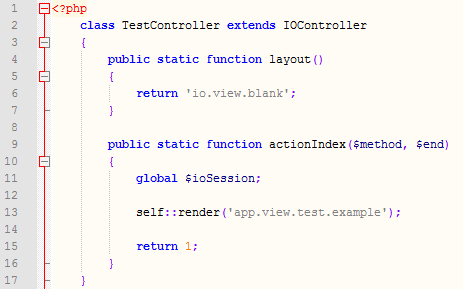 1 <?php
2 class TestController extends IOController
3 {
4 public static function layout()
5 {
6 return 'io.view.blank';
7 }
8
9 public static function actionIndex($method, $end)
10 {
11 global $ioSession;
12
13 self::render('app.view.test.example');
14
15 return 1;
16 }
17 }